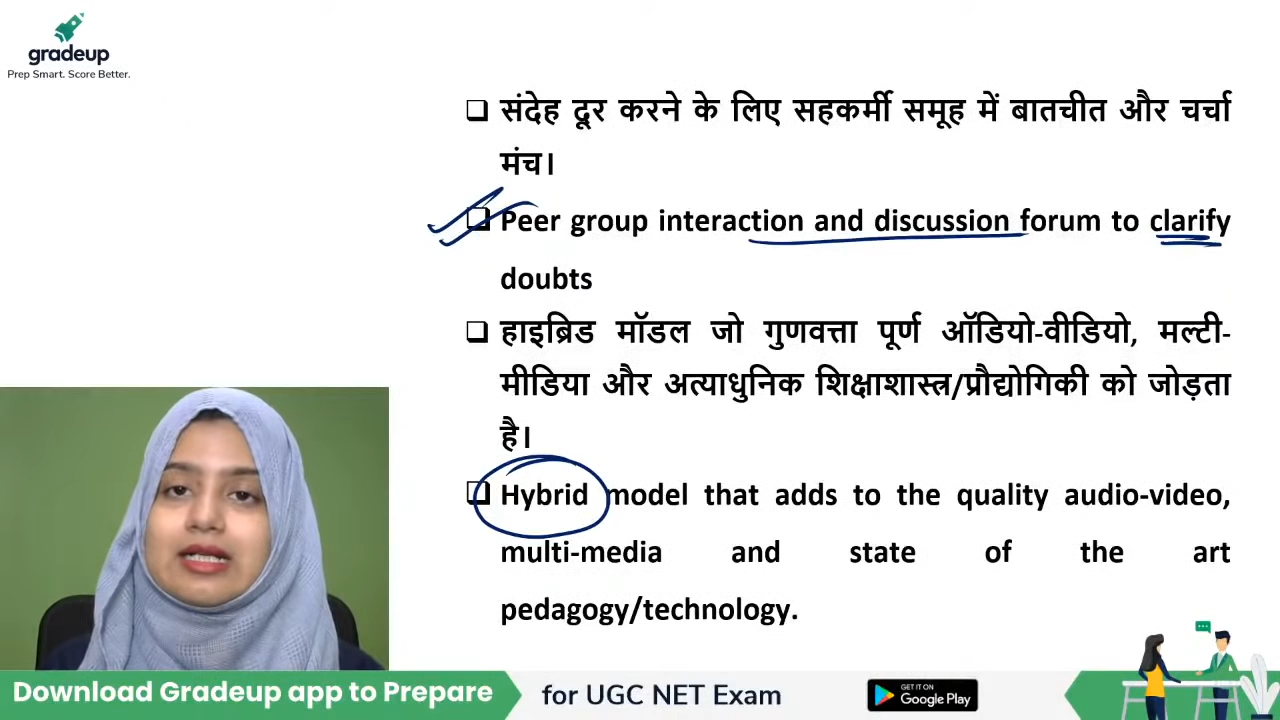 gradeup
Prep Smart. Score Better.
संदेह दूर करने के लिए सहकर्मी समूह में बातचीत और चर्चा
मंच।
Peer group interaction and discussion forum to clarify
doubts
हाइब्रिड मॉडल जो गुणवत्ता पूर्ण ऑडियो-वीडियो, मल्टी-
मीडिया और अत्याधुनिक शिक्षाशास्त्र/प्रौद्योगिकी को जोड़ता
है।
Hybrid model that adds to the quality audio-video,
multi-media and state of the art
pedagogy/technology.
Download Gradeup app to Prepare
for UGC NET Exam
GET IT ON
Google Play